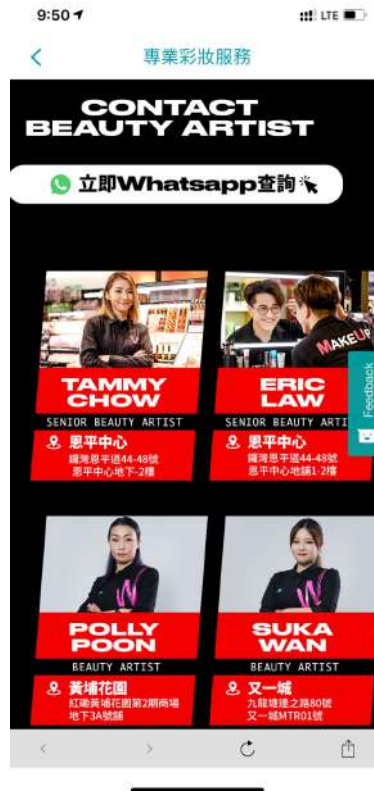 9:50
LTE
專業彩妝服務
CONTACT
BEAUTY ARTIST
立即Whatsapp查詢
MAKEUP
Feedback
TAMMY
CHOW
SENIOR BEAUTY ARTIST
恩平中心
銅灣恩平道44-48號
恩平中心地下-2樓
ERIC
LAW
SENIOR BEAUTY ARTI
恩平中心
銅灣恩平道44-48號
恩平中心地舖1-2樓
POLLY
POON
BEAUTY ARTIST
黃埔花園
紅磡黃埔花園第2期商場
地下3A號舖
SUKA
WAN
BEAUTY ARTIST
又一城
九龍塘達之路80號
又一城MTR01號